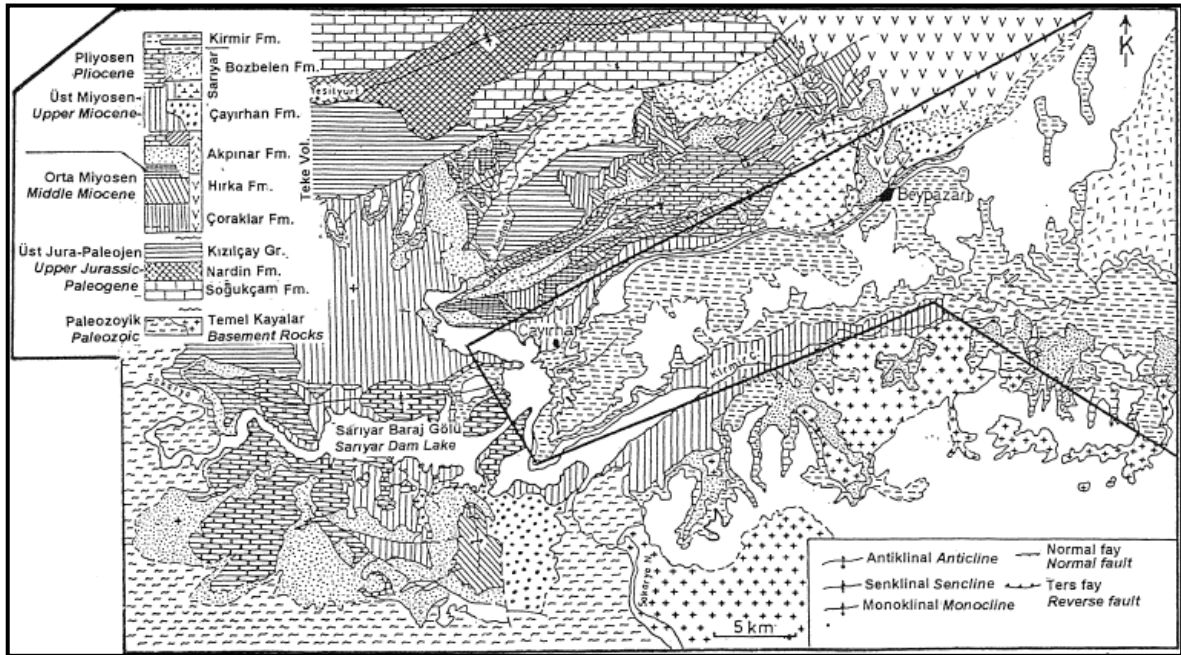 Kirmir Fm.
Sarıyar
Pliyosen
Pliocene
Bozbelen Fm.
Üst Miyosen-
Upper Miocene
Çayırhan Fm.
Akpınar Fm.
Teke Vol.
Orta Miyosen
Middle Miocene
Hırka Fm.
Çoraklar Fm.
Üst Jura-Paleojen
Upper Jurassic-
Paleogene
Kızılçay Gr.
Nardin Fm.
Soğukçam Fm.
Paleozoyik
Paleozoic
Temel Kayalar
Basement Rocks
K
Beypazarı
Çayırhan
Kirmir Ç.
Sarıyar Baraj Gölü
Sarıyar Dam Lake
Sakarya N.
5 km
Antiklinal Anticline
Senklinal Sencline
Monoklinal Monocline
Normal fay
Normal fault
Ters fay
Reverse fault